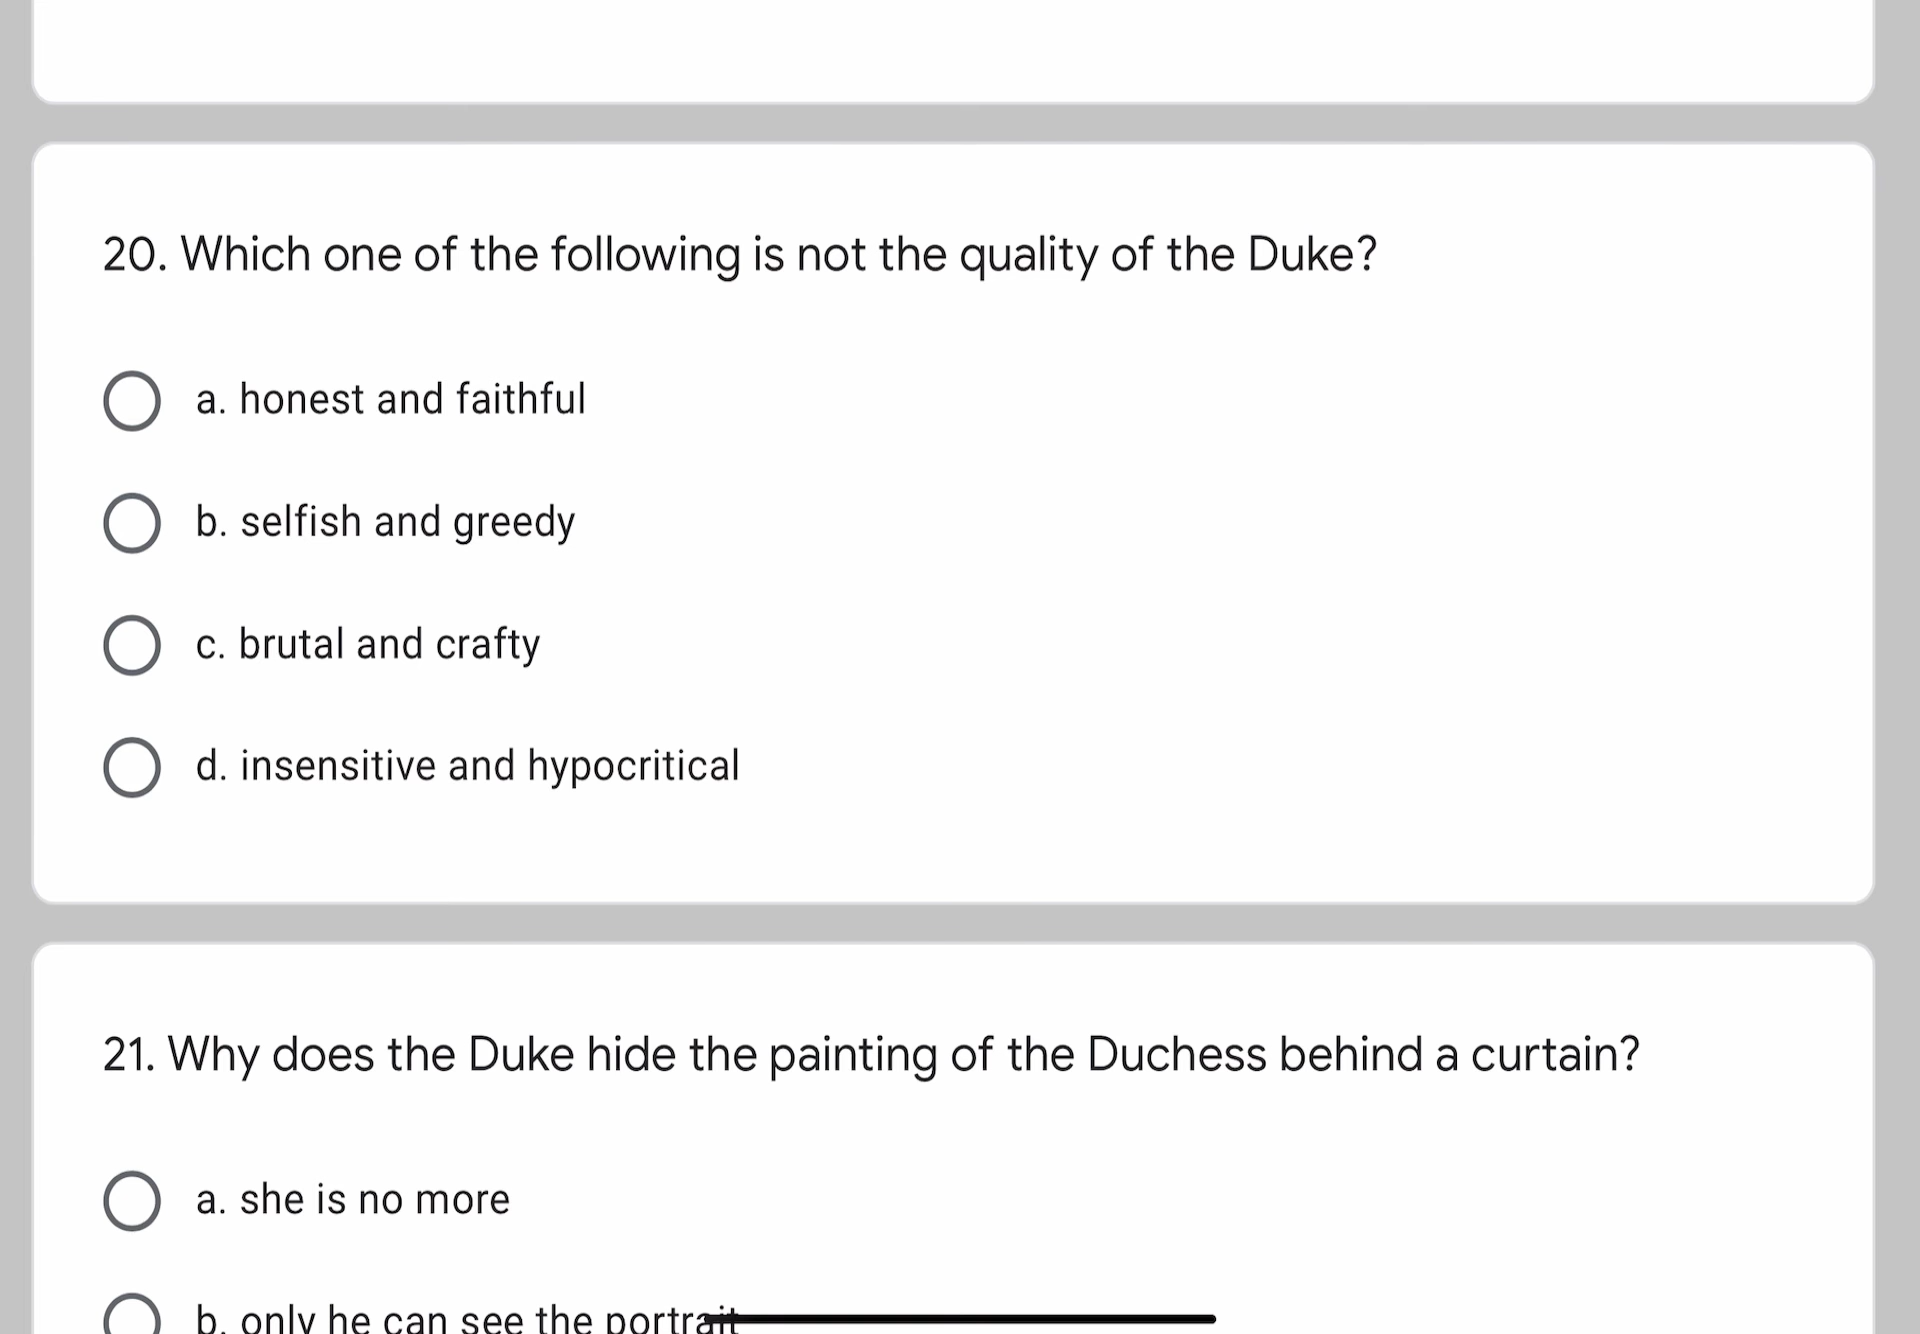 20. Which one of the following is not the quality of the Duke?
a. honest and faithful
b. selfish and greedy
c. brutal and crafty
d. insensitive and hypocritical
21. Why does the Duke hide the painting of the Duchess behind a curtain?
a. she is no more
b. only he can see the portrait